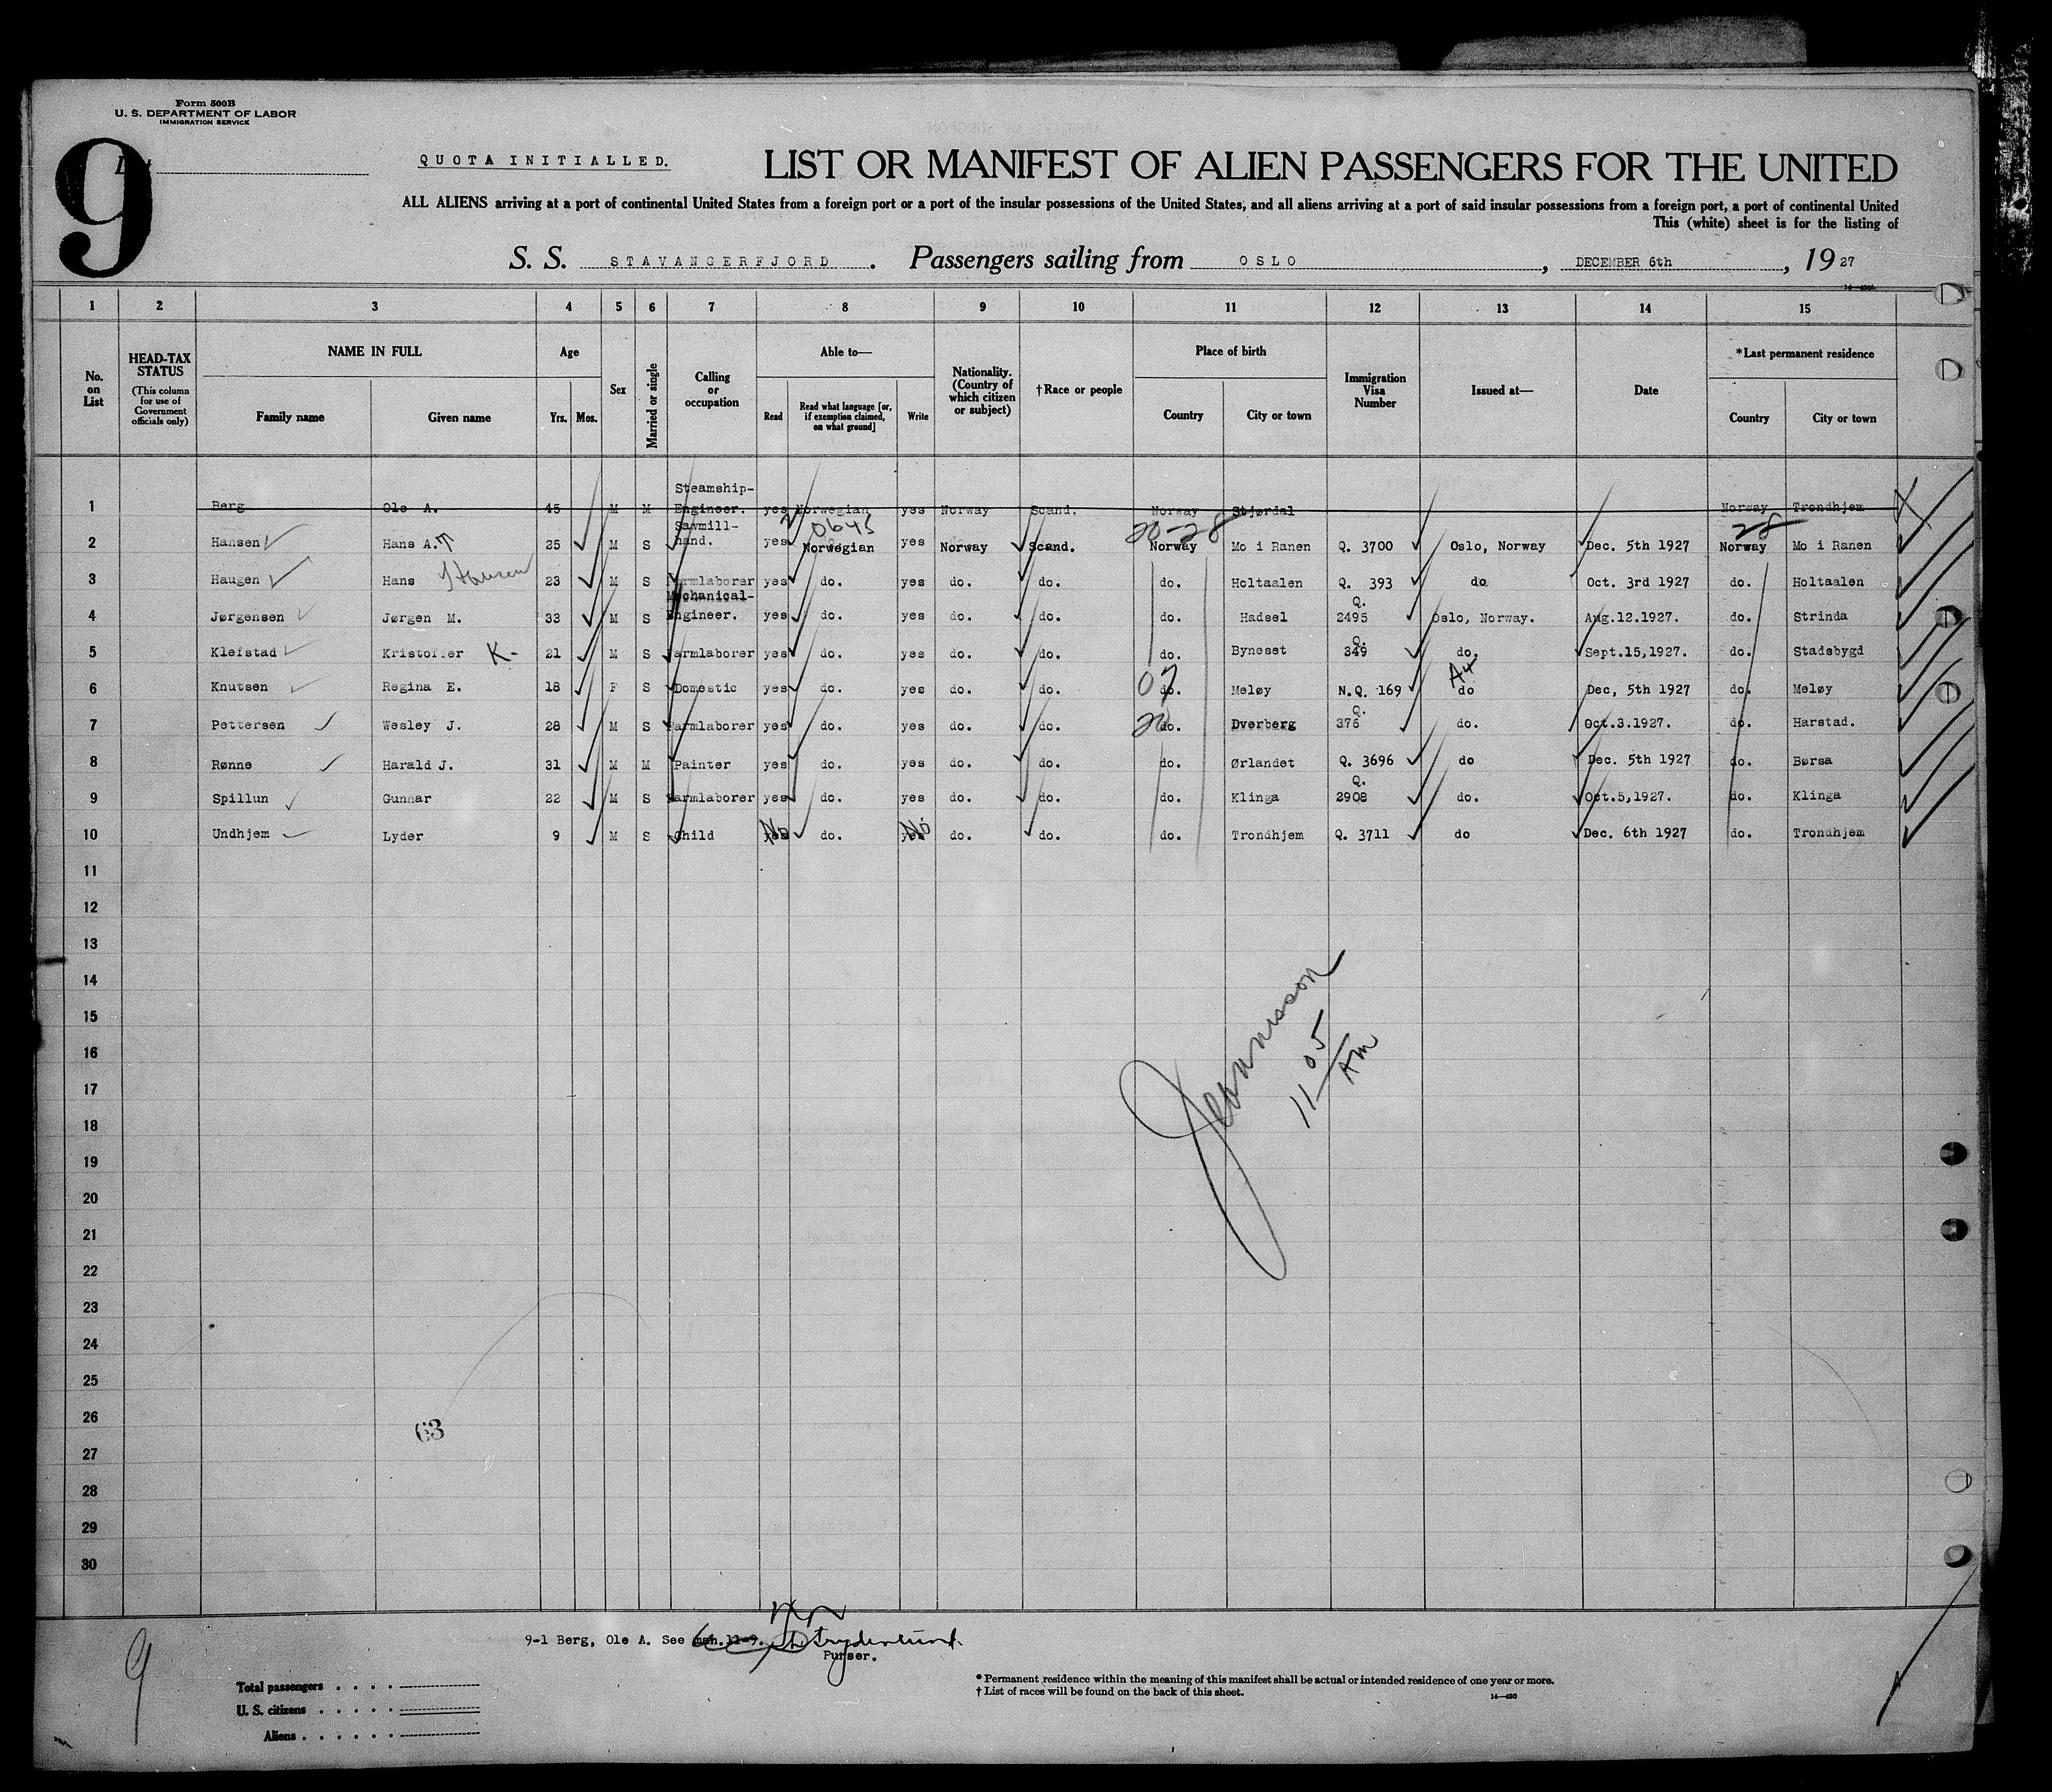 Form 500B
U. S. DEPARTMENT OF LABOR
IMMIGRATION SERVICE
9
QUOTA INITIALLED.
LIST OR MANIFEST OF ALIEN PASSENGERS FOR THE UNITED
ALL ALIENS arriving at a port of continental United States from a foreign port or a port of the insular possessions of the United States, and all aliens arriving at a port of said insular possessions from a foreign port, a port of continental United
This (white) sheet is for the listing of
S. S. STAVANGERFJORD . Passengers sailing from OSLO , DECEMBER 6th , 19 27
1 2 3 4 5 6 7 8 9 10 11 12 13 14 15
No. on List
HEAD-TAX STATUS (This column for use of Government officials only)
NAME IN FULL Family name Given name
Age Yrs. Mos.
Sex
Married or single
Calling or occupation
Able to— Read Read what language [or, if exemption claimed, on what ground] Write
Nationality. (Country of which citizen or subject)
†Race or people
Place of birth Country City or town
Immigration Visa Number
Issued at—
Date
*Last permanent residence Country City or town
1 Berg Ole A. 45 M M Steamship-Engineer. yes Norwegian yes Norway Scand. Norway Stjørdal Norway Trondhjem
2 Hansen Hans A. 25 M S Sawmill-hand. yes Norwegian yes Norway Scand. Norway Mo i Ranen Q. 3700 Oslo, Norway Dec. 5th 1927 Norway Mo i Ranen
3 Haugen Hans 23 M S Farmlaborer yes do. yes do. do. do. Holtaalen Q. 393 do Oct. 3rd 1927 do. Holtaalen
4 Jørgensen Jørgen M. 33 M S Mechanical-Engineer. yes do. yes do. do. do. Hadsel Q. 2495 Oslo, Norway. Aug.12.1927. do. Strinda
5 Klefstad Kristoffer K- 21 M S Farmlaborer yes do. yes do. do. do. Byneset Q. 349 do. Sept.15,1927. do. Stadsbygd
6 Knutsen Regina E. 18 F S Domestic yes do. yes do. do. 07 do. Meløy N.Q. 169 do Dec, 5th 1927 do. Meløy
7 Pettersen Wesley J. 28 M S Farmlaborer yes do. yes do. do. do. Dverberg Q. 376 do. Oct.3.1927. do. Harstad.
8 Rønne Harald J. 31 M M Painter yes do. yes do. do. do. Ørlandet Q. 3696 do Dec. 5th 1927 do. Børsa
9 Spillun Gunnar 22 M S Farmlaborer yes do. yes do. do. do. Klinga Q. 2908 do. Oct.5,1927. do. Klinga
10 Undhjem Lyder 9 M S Child No do. No do. do. do. Trondhjem Q. 3711 do Dec. 6th 1927 do. Trondhjem
11
12
13
14
15
16
17
18
19
20
21
22
23
24
25
26
27
28
29
30
11 05 AM
63
9-1 Berg, Ole A. See man.11-9.
Purser.
9
Total passengers
U. S. citizens
Aliens
* Permanent residence within the meaning of this manifest shall be actual or intended residence of one year or more.
† List of races will be found on the back of this sheet.